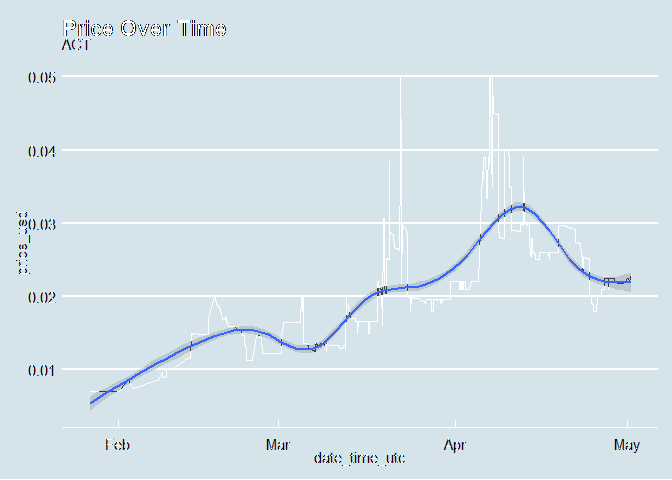 Price Over Time
ACT
0.05
0.04
0.03
0.02
0.01
price_usd
Feb
Mar
Apr
May
date_time_utc